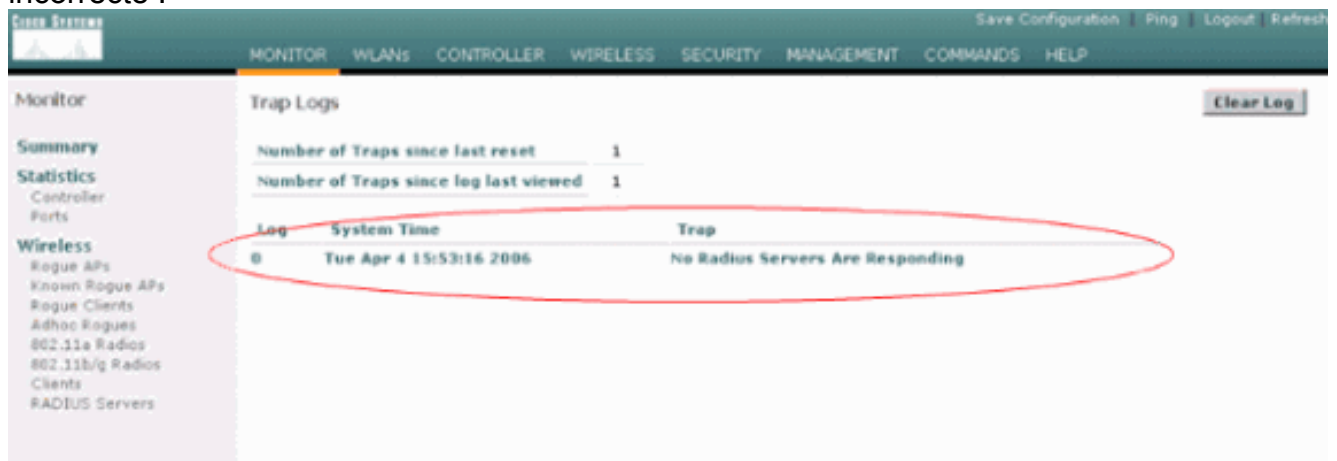 incorrects :
CISCO SYSTEMS
Save Configuration | Ping | Logout | Refresh
MONITOR WLANs CONTROLLER WIRELESS SECURITY MANAGEMENT COMMANDS HELP
Monitor
Summary
Statistics
Controller
Ports
Wireless
Rogue APs
Known Rogue APs
Rogue Clients
Adhoc Rogues
802.11a Radios
802.11b/g Radios
Clients
RADIUS Servers
Trap Logs
Clear Log
Number of Traps since last reset 1
Number of Traps since log last viewed 1
Log System Time Trap
0 Tue Apr 4 15:53:16 2006 No Radius Servers Are Responding